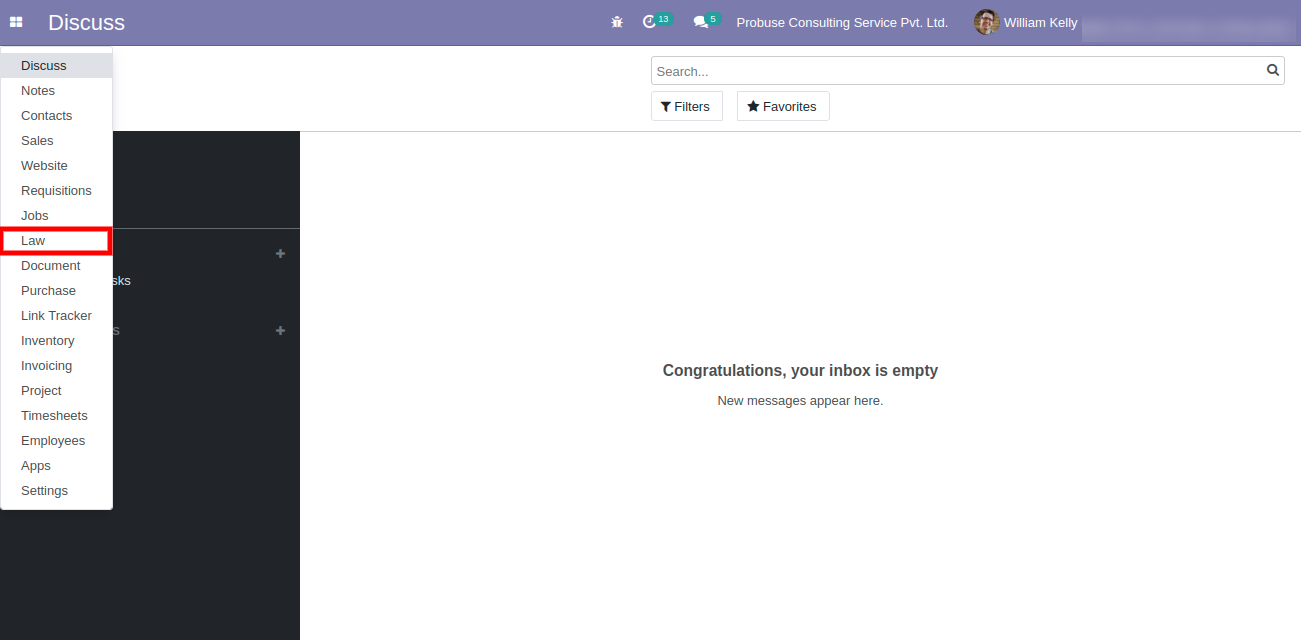 Discuss
13
5
Probuse Consulting Service Pvt. Ltd.
William Kelly
Search...
Filters
Favorites
Discuss
Notes
Contacts
Sales
Website
Requisitions
Jobs
Law
Document
Purchase
Link Tracker
Inventory
Invoicing
Project
Timesheets
Employees
Apps
Settings
Congratulations, your inbox is empty
New messages appear here.